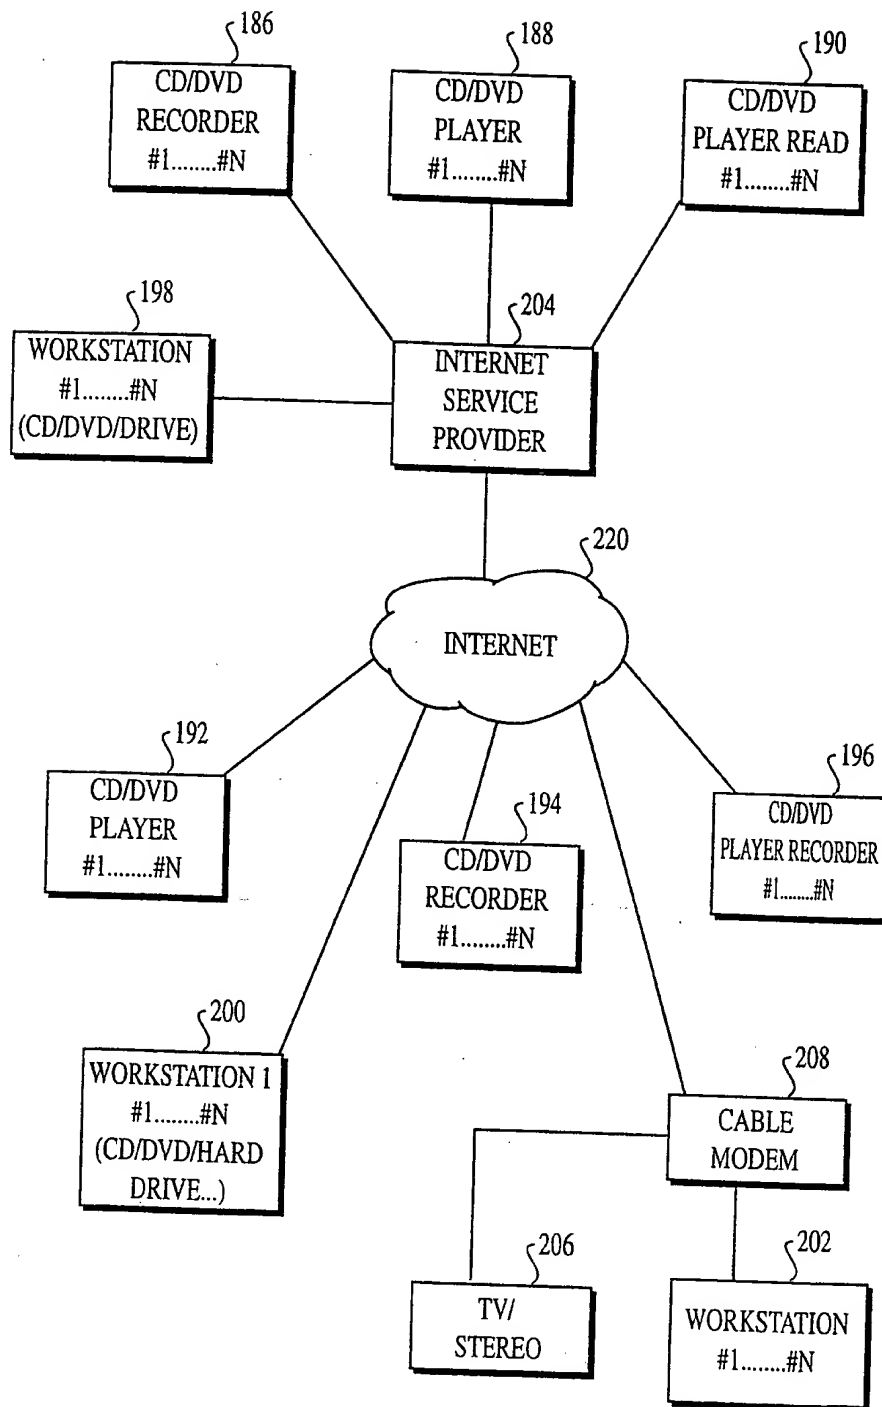 186
CD/DVD
RECORDER
#1........#N
188
CD/DVD
PLAYER
#1........#N
190
CD/DVD
PLAYER READ
#1........#N
198
WORKSTATION
#1........#N
(CD/DVD/DRIVE)
204
INTERNET
SERVICE
PROVIDER
220
INTERNET
192
CD/DVD
PLAYER
#1........#N
194
CD/DVD
RECORDER
#1........#N
196
CD/DVD
PLAYER RECORDER
#1........#N
200
WORKSTATION 1
#1........#N
(CD/DVD/HARD
DRIVE...)
208
CABLE
MODEM
206
TV/
STEREO
202
WORKSTATION
#1........#N